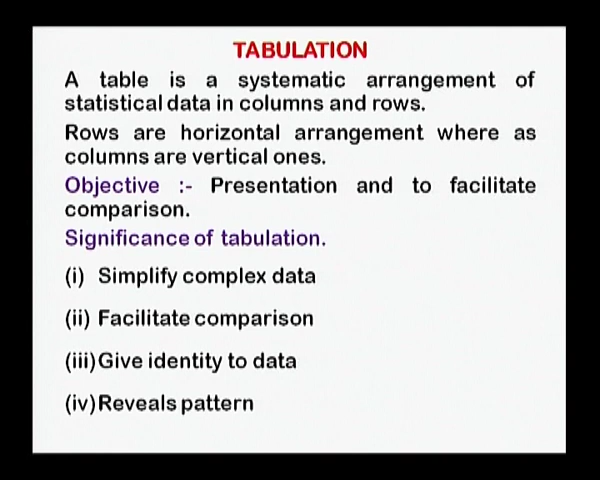 TABULATION
A table is a systematic arrangement of
statistical data in columns and rows.
Rows are horizontal arrangement where as
columns are vertical ones.
Objective :- Presentation and to facilitate
comparison.
Significance of tabulation.
(i) Simplify complex data
(ii) Facilitate comparison
(iii) Give identity to data
(iv) Reveals pattern